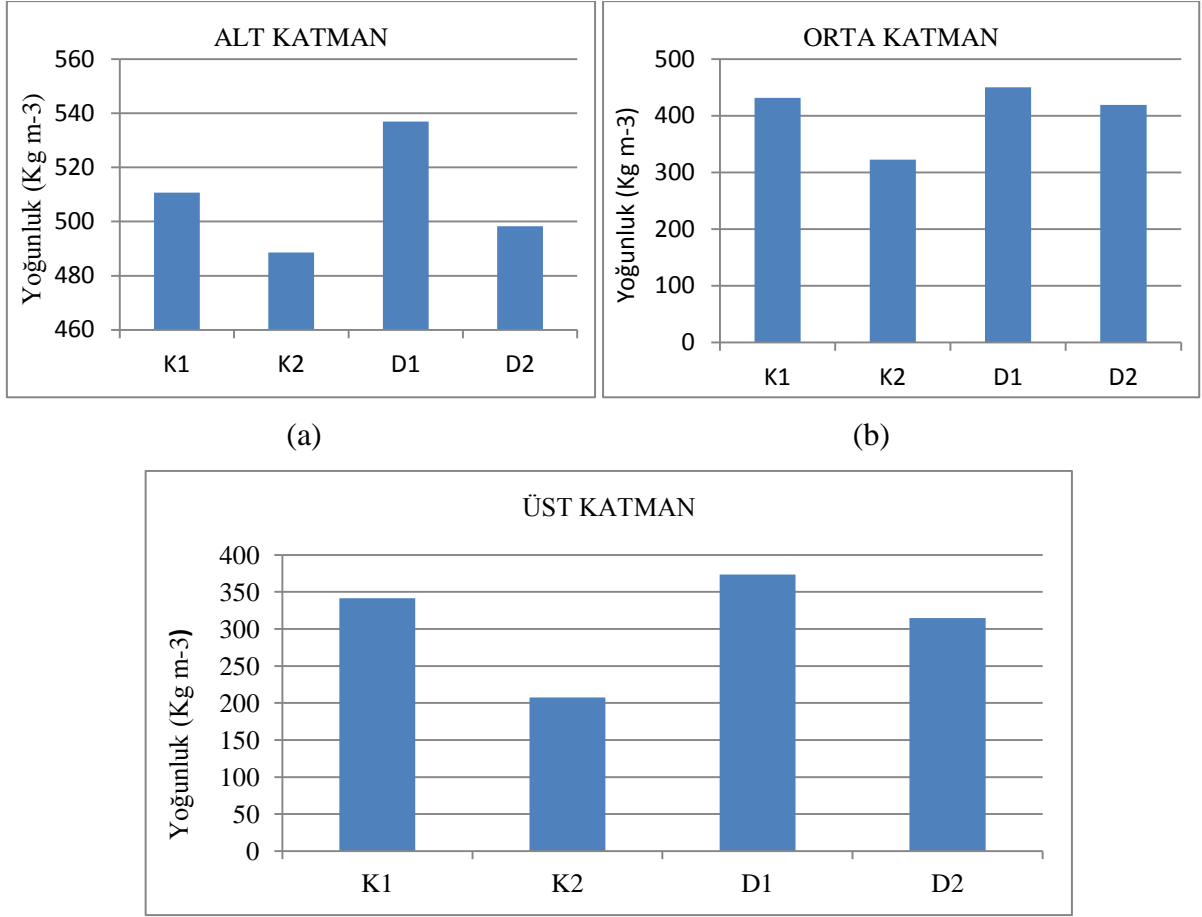 ALT KATMAN
Yoğunluk (Kg m-3)
560
540
520
500
480
460
K1 K2 D1 D2
(a)
ORTA KATMAN
Yoğunluk (Kg m-3)
500
400
300
200
100
0
K1 K2 D1 D2
(b)
ÜST KATMAN
Yoğunluk (Kg m-3)
400
350
300
250
200
150
100
50
0
K1 K2 D1 D2